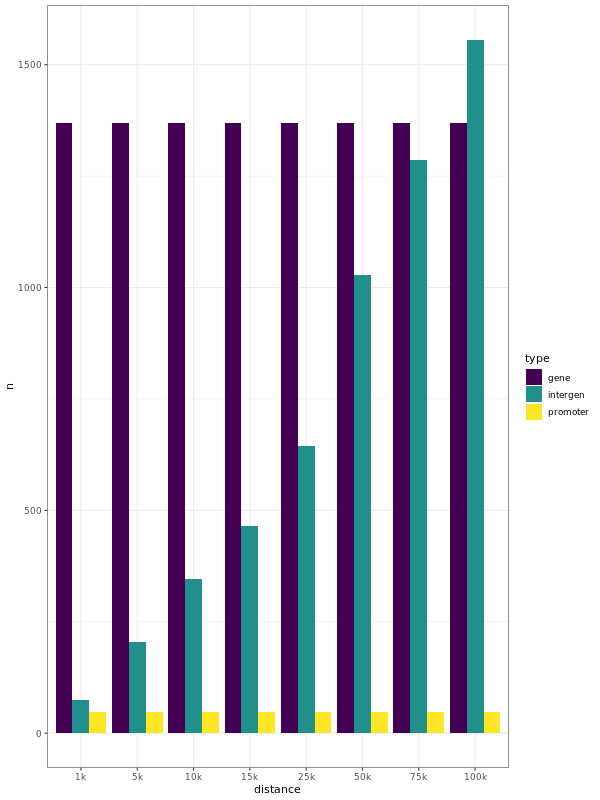 1500
1000
500
0
n
1k 5k 10k 15k 25k 50k 75k 100k
distance
type
gene
intergen
promoter